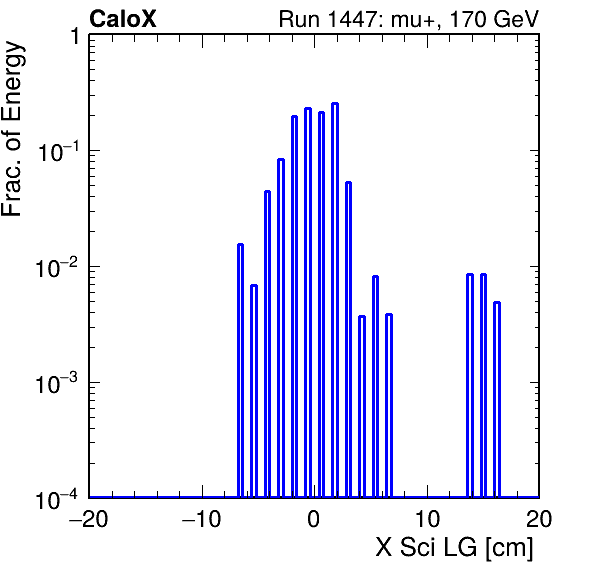 CaloX Run 1447: mu+, 170 GeV
Frac. of Energy
1
10⁻¹
10⁻²
10⁻³
10⁻⁴
−20 −10 0 10 20
X Sci LG [cm]